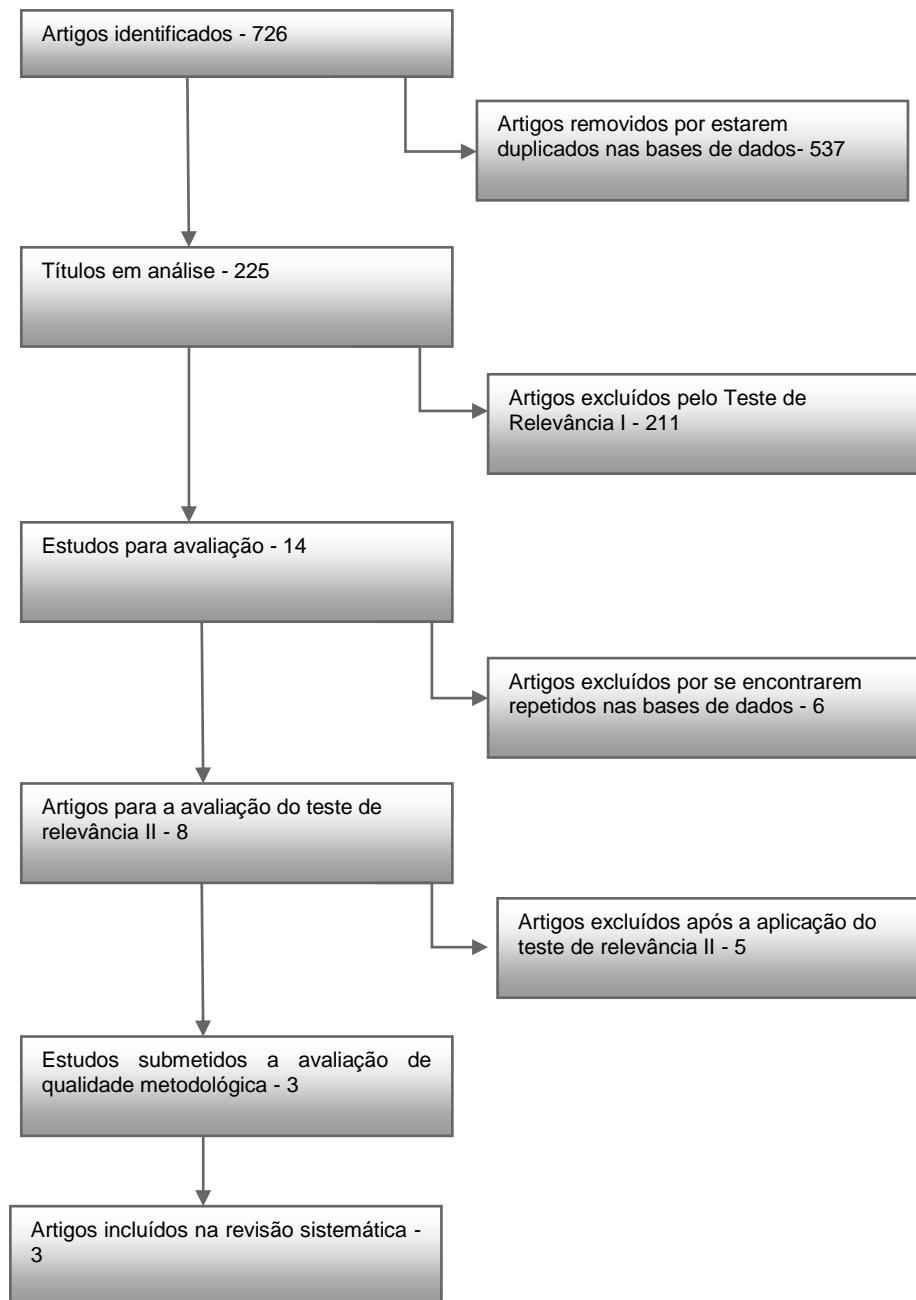 Artigos identificados - 726
Artigos removidos por estarem
duplicados nas bases de dados- 537
Títulos em análise - 225
Artigos excluídos pelo Teste de
Relevância I - 211
Estudos para avaliação - 14
Artigos excluídos por se encontrarem
repetidos nas bases de dados - 6
Artigos para a avaliação do teste de
relevância II - 8
Artigos excluídos após a aplicação do
teste de relevância II - 5
Estudos submetidos a avaliação de
qualidade metodológica - 3
Artigos incluídos na revisão sistemática -
3